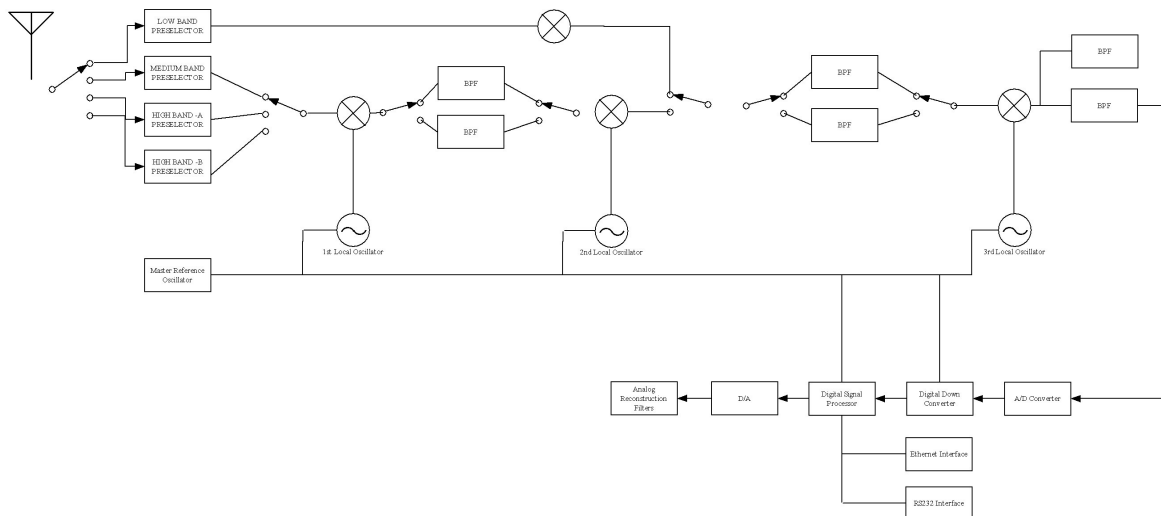 LOW BAND
PRESELECTOR
MEDIUM BAND
PRESELECTOR
HIGH BAND -A
PRESELECTOR
HIGH BAND -B
PRESELECTOR
BPF
BPF
BPF
BPF
BPF
BPF
1st Local Oscillator
2nd Local Oscillator
3rd Local Oscillator
Master Reference
Oscillator
Analog
Reconstruction
Filters
D/A
Digital Signal
Processor
Digital Down
Converter
A/D Converter
Ethernet Interface
RS232 Interface